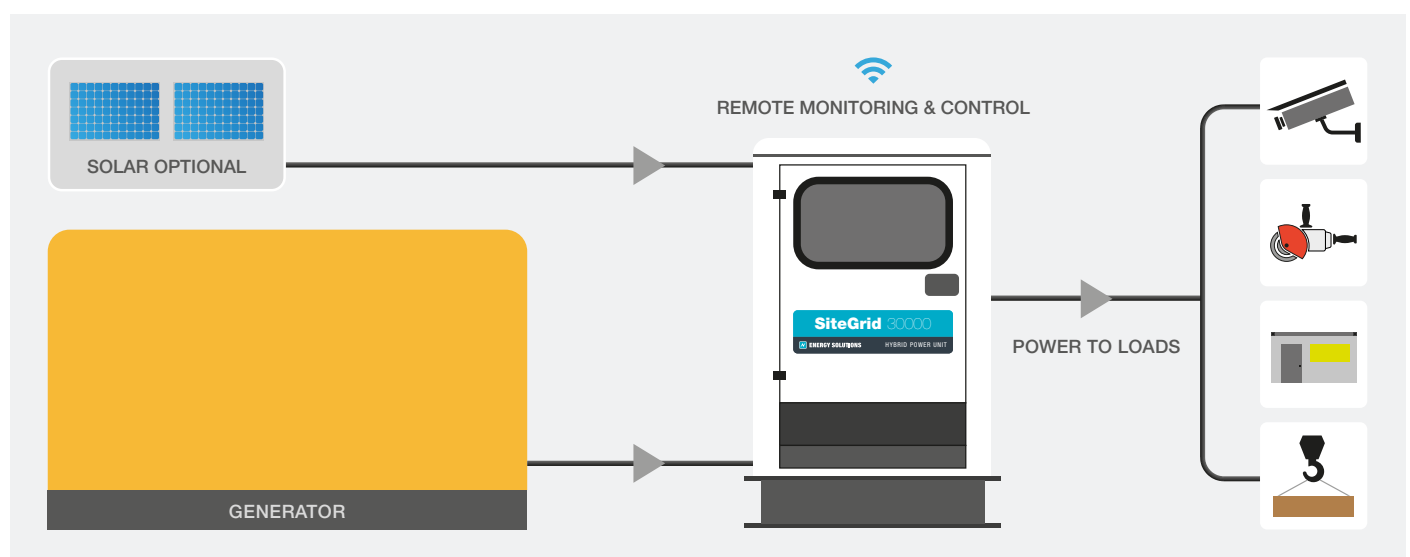 SOLAR OPTIONAL
REMOTE MONITORING & CONTROL
SiteGrid 30000
ENERGY SOLUTIONS HYBRID POWER UNIT
POWER TO LOADS
GENERATOR